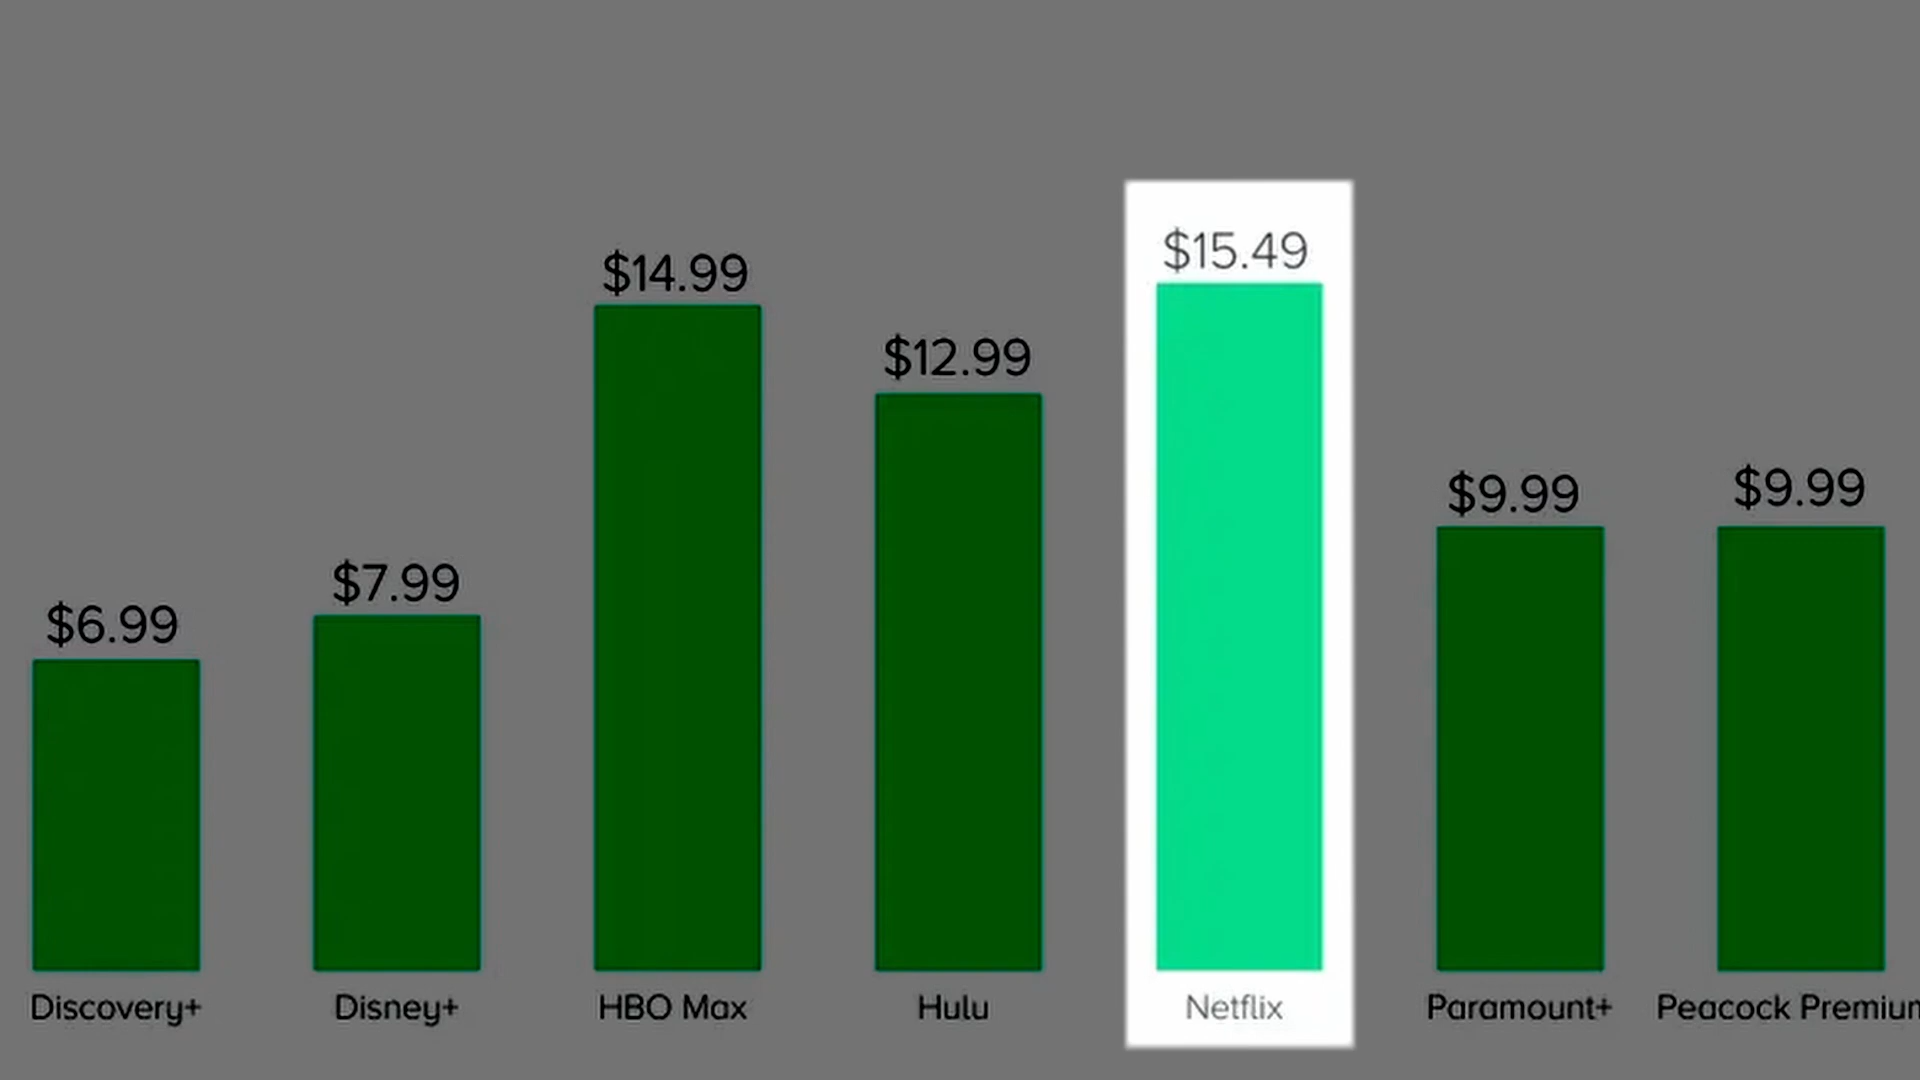 $15.49
$14.99
$12.99
$9.99
$9.99
$7.99
$6.99
Discovery+
Disney+
HBO Max
Hulu
Netflix
Paramount+
Peacock Premium